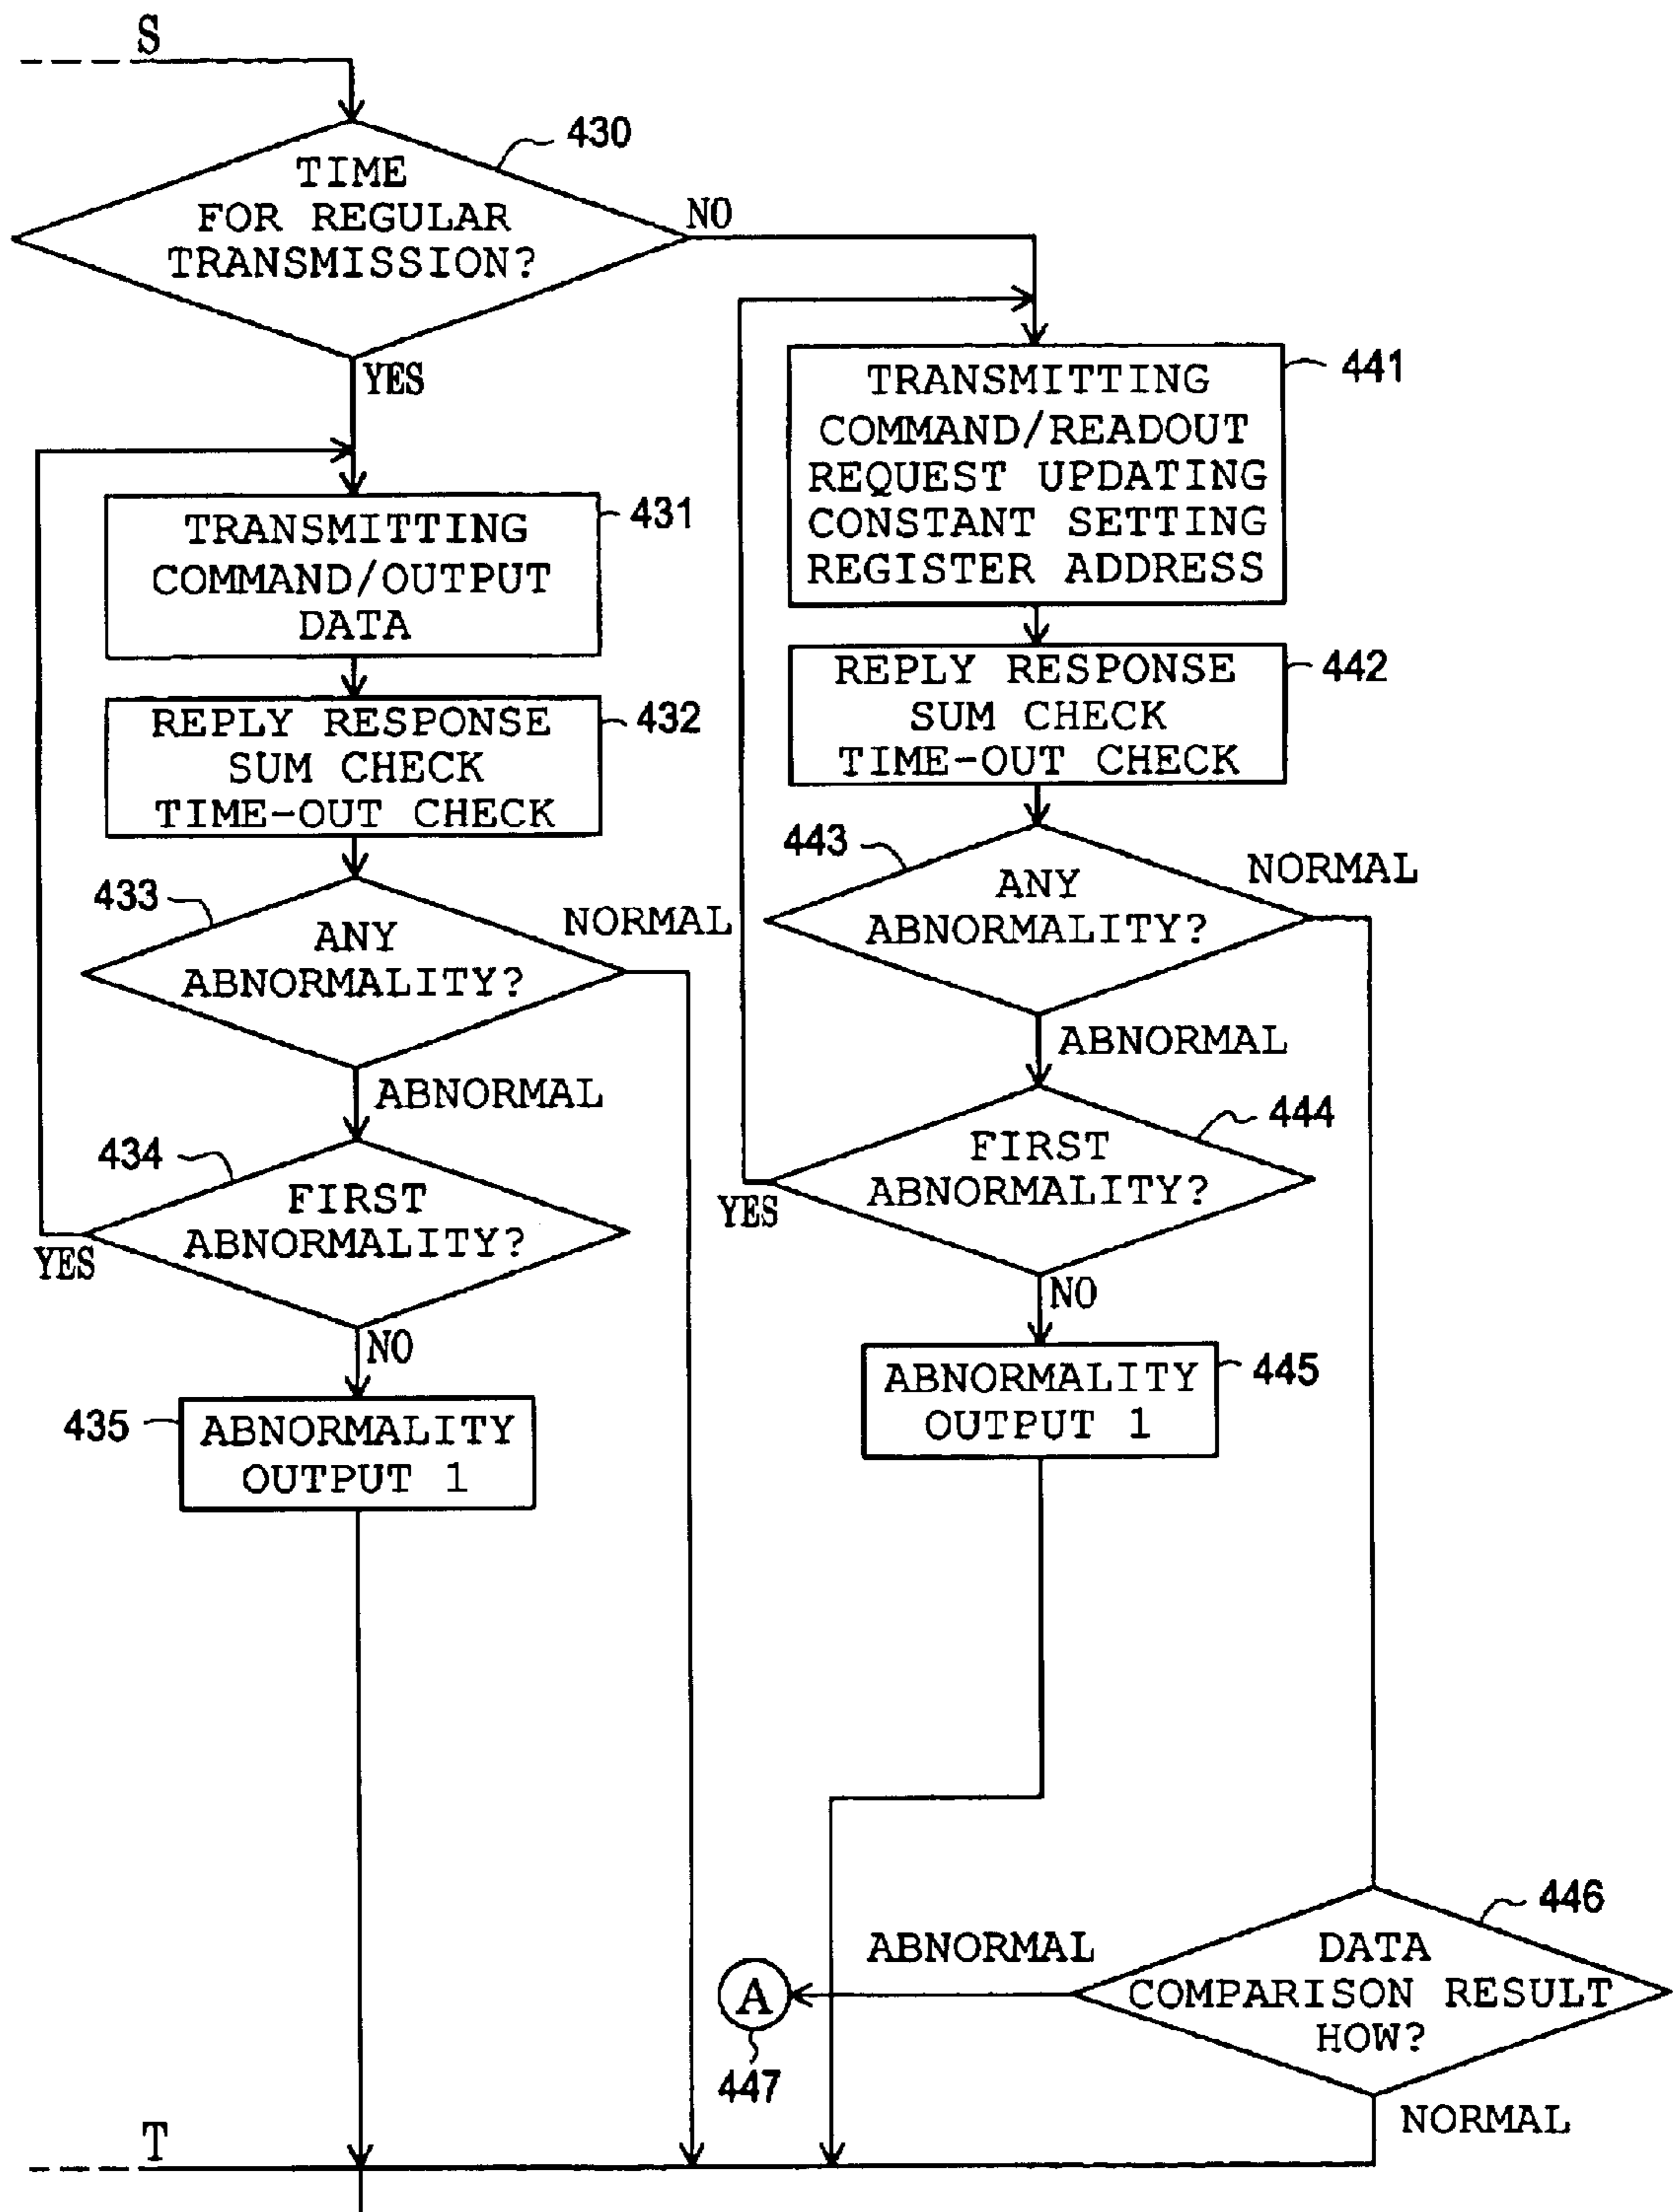 S
430
TIME
FOR REGULAR
TRANSMISSION?
NO
YES
431
TRANSMITTING
COMMAND/OUTPUT
DATA
432
REPLY RESPONSE
SUM CHECK
TIME-OUT CHECK
433
ANY
ABNORMALITY?
NORMAL
ABNORMAL
434
FIRST
ABNORMALITY?
YES
NO
435
ABNORMALITY
OUTPUT 1
441
TRANSMITTING
COMMAND/READOUT
REQUEST UPDATING
CONSTANT SETTING
REGISTER ADDRESS
442
REPLY RESPONSE
SUM CHECK
TIME-OUT CHECK
443
ANY
ABNORMALITY?
NORMAL
ABNORMAL
444
FIRST
ABNORMALITY?
YES
NO
445
ABNORMALITY
OUTPUT 1
446
DATA
COMPARISON RESULT
HOW?
ABNORMAL
A
447
NORMAL
T